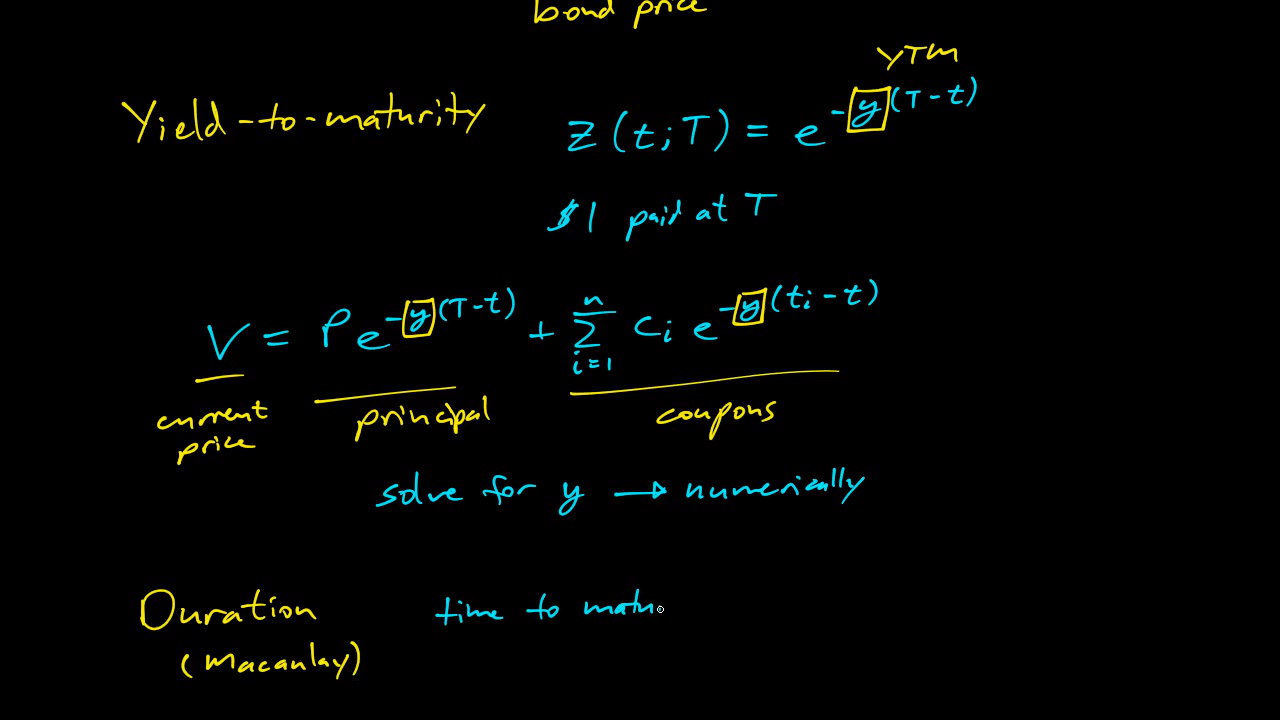 bond price
YTM
Yield-to-maturity Z(t;T) = e^{-y(T-t)}
$1 paid at T
V = Pe^{-y(T-t)} + \sum_{i=1}^{n} c_i e^{-y(t_i-t)}
current price principal coupons
solve for y → numerically
Duration time to matu
(Macaulay)